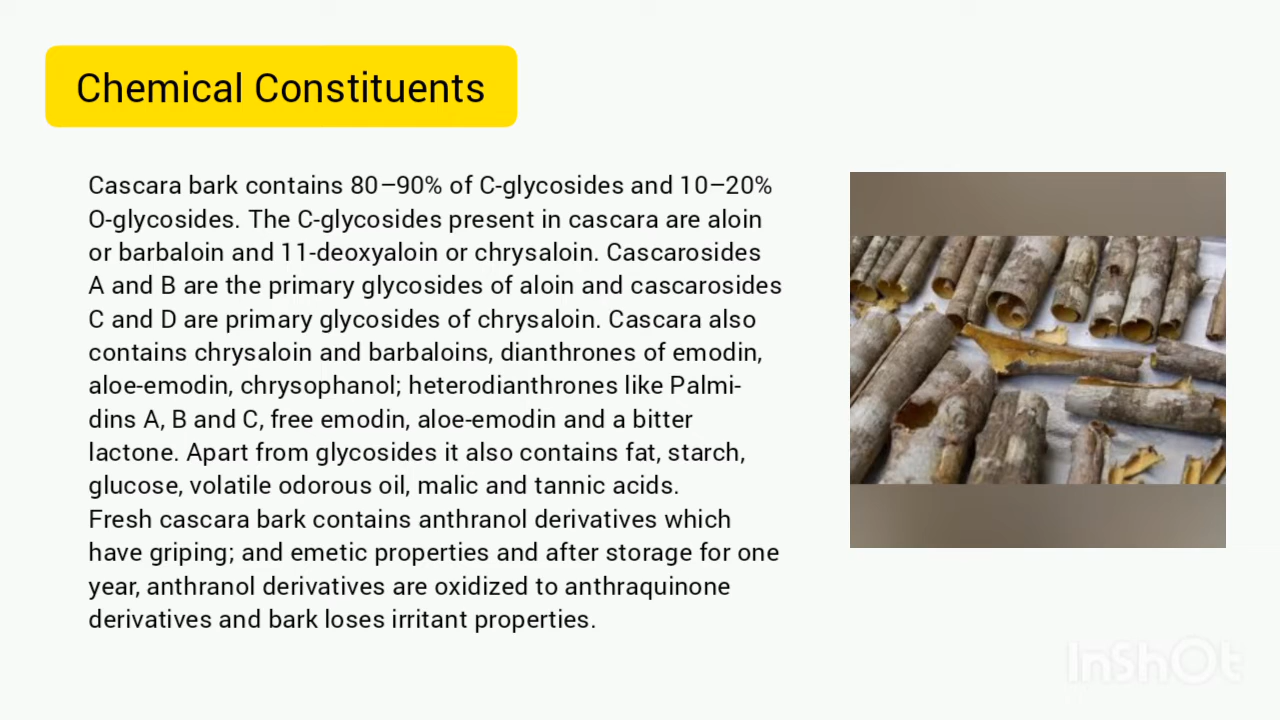 Chemical Constituents
Cascara bark contains 80–90% of C-glycosides and 10–20%
O-glycosides. The C-glycosides present in cascara are aloin
or barbaloin and 11-deoxyaloin or chrysaloin. Cascarosides
A and B are the primary glycosides of aloin and cascarosides
C and D are primary glycosides of chrysaloin. Cascara also
contains chrysaloin and barbaloins, dianthrones of emodin,
aloe-emodin, chrysophanol; heterodianthrones like Palmi-
dins A, B and C, free emodin, aloe-emodin and a bitter
lactone. Apart from glycosides it also contains fat, starch,
glucose, volatile odorous oil, malic and tannic acids.
Fresh cascara bark contains anthranol derivatives which
have griping; and emetic properties and after storage for one
year, anthranol derivatives are oxidized to anthraquinone
derivatives and bark loses irritant properties.
InShOt